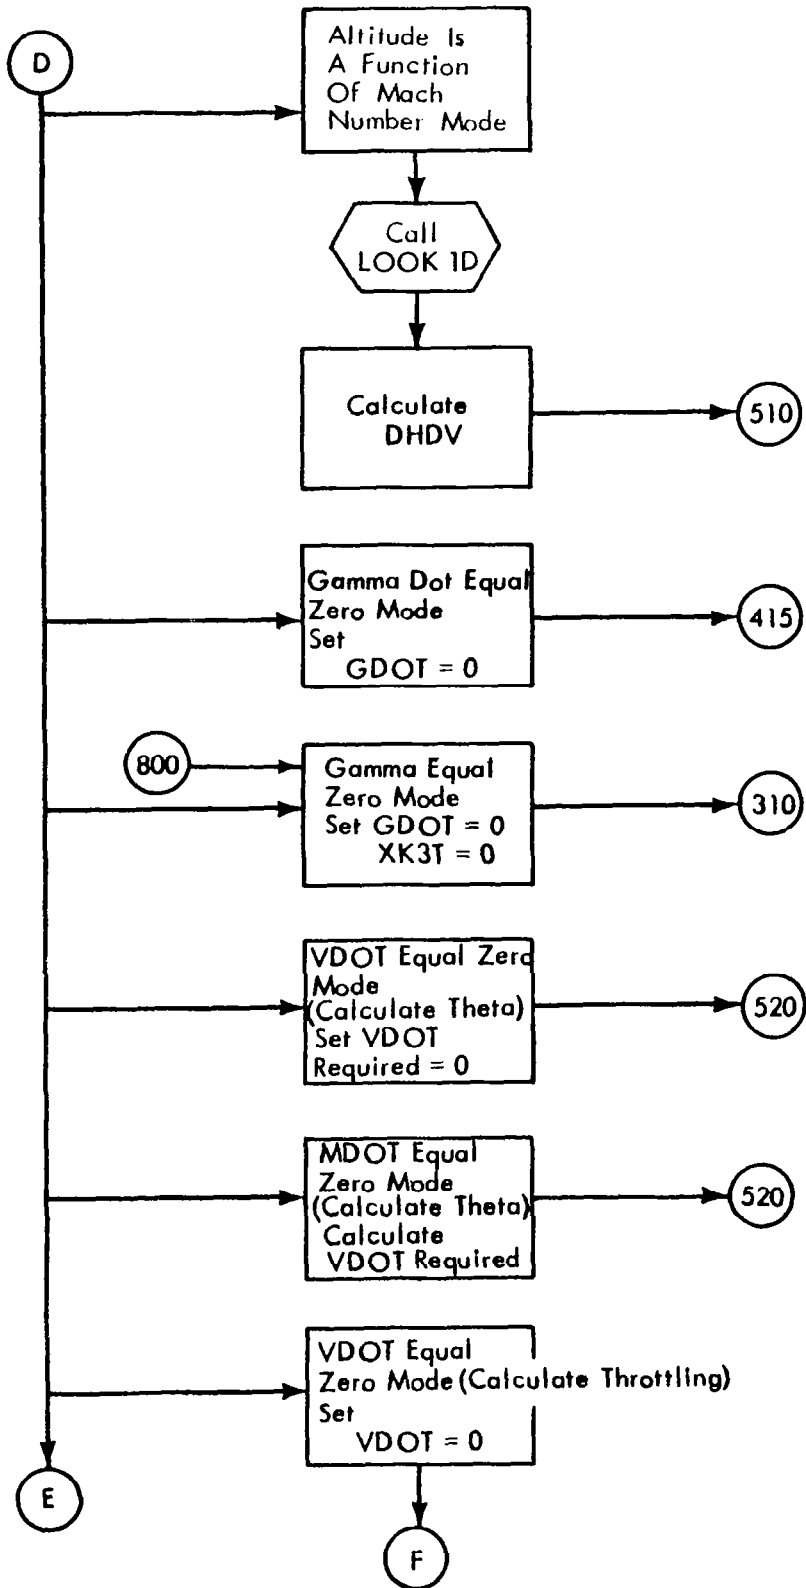 D
Altitude Is
A Function
Of Mach
Number Mode
Call
LOOK 1D
Calculate
DHDV
510
Gamma Dot Equal
Zero Mode
Set
GDOT = 0
415
800
Gamma Equal
Zero Mode
Set GDOT = 0
XK3T = 0
310
VDOT Equal Zero
Mode
(Calculate Theta)
Set VDOT
Required = 0
520
MDOT Equal
Zero Mode
(Calculate Theta)
Calculate
VDOT Required
520
VDOT Equal
Zero Mode (Calculate Throttling)
Set
VDOT = 0
E
F